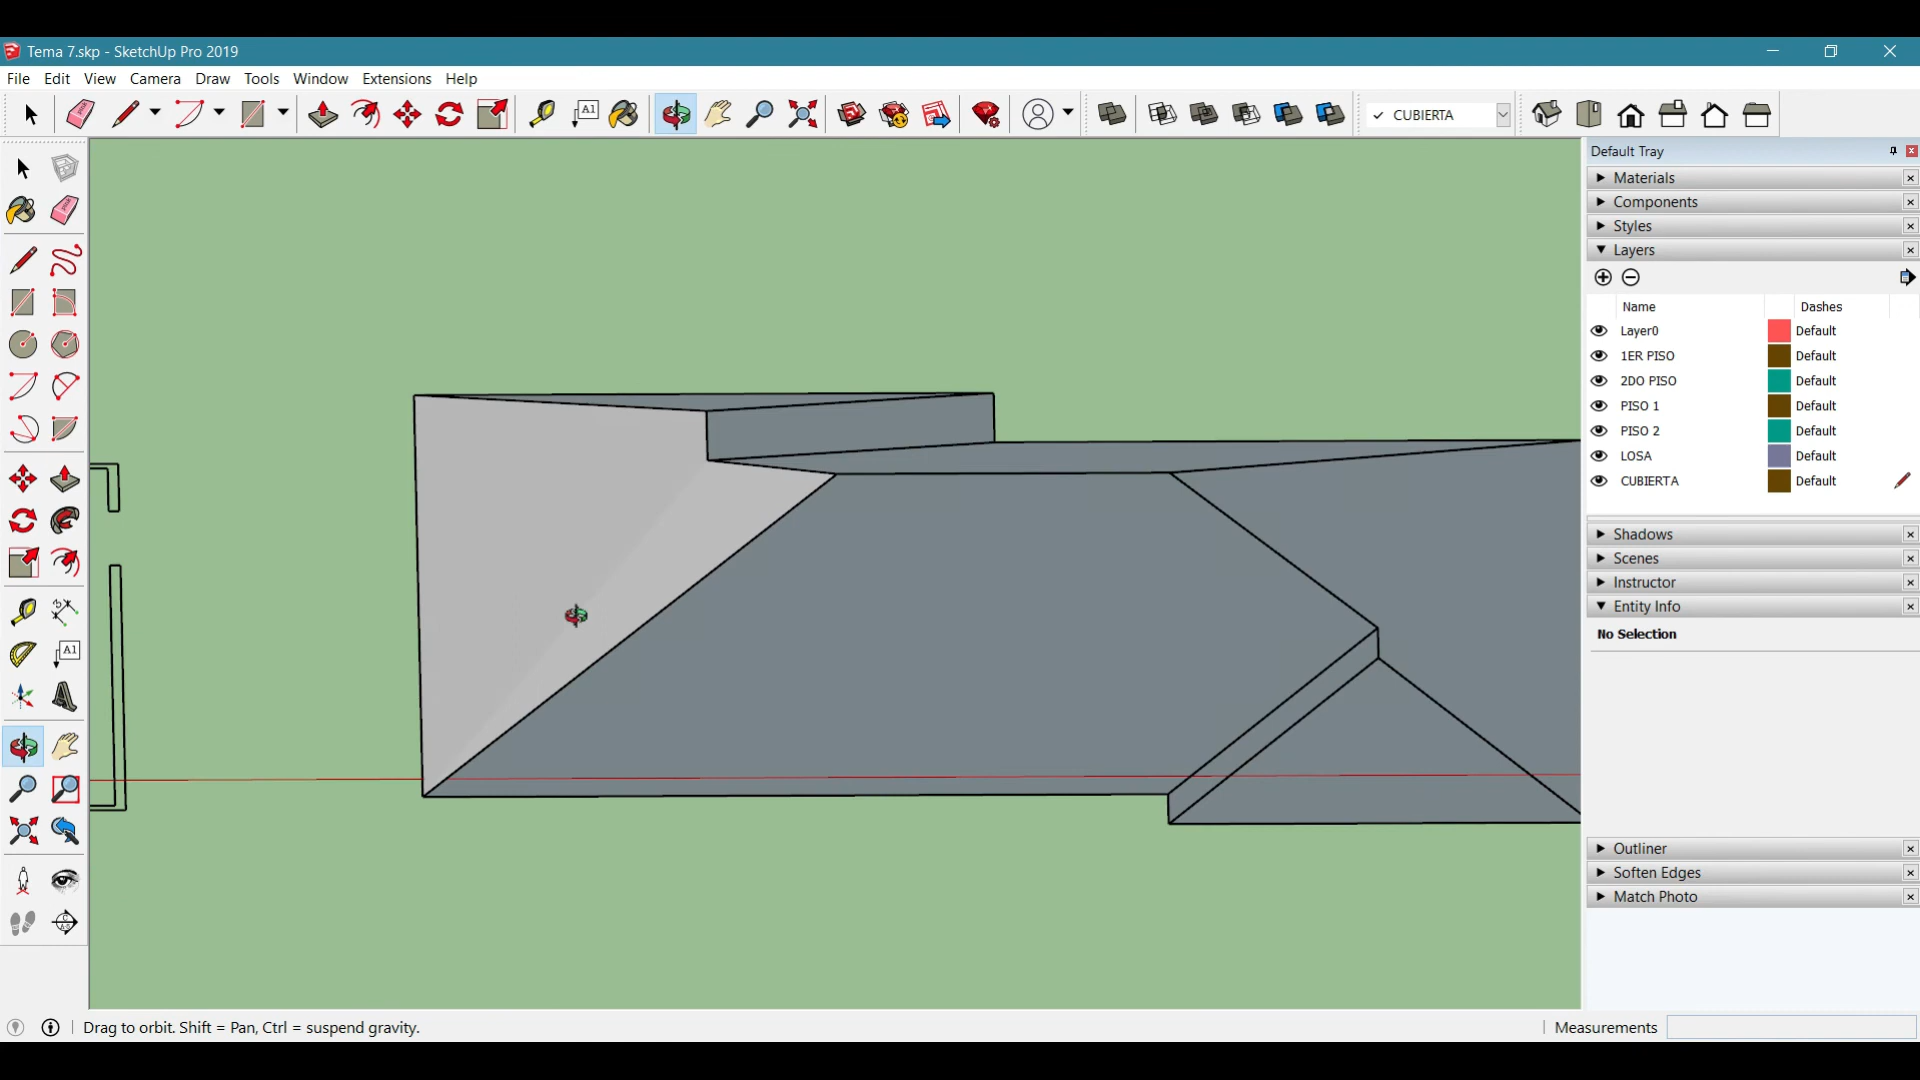 Tema 7.skp - SketchUp Pro 2019
File Edit View Camera Draw Tools Window Extensions Help
A1
CUBIERTA
Default Tray
Materials
Components
Styles
Layers
Name Dashes
Layer0 Default
1ER PISO Default
2DO PISO Default
PISO 1 Default
PISO 2 Default
LOSA Default
CUBIERTA Default
Shadows
Scenes
Instructor
Entity Info
No Selection
A1
Outliner
Soften Edges
Match Photo
Drag to orbit. Shift = Pan, Ctrl = suspend gravity.
Measurements